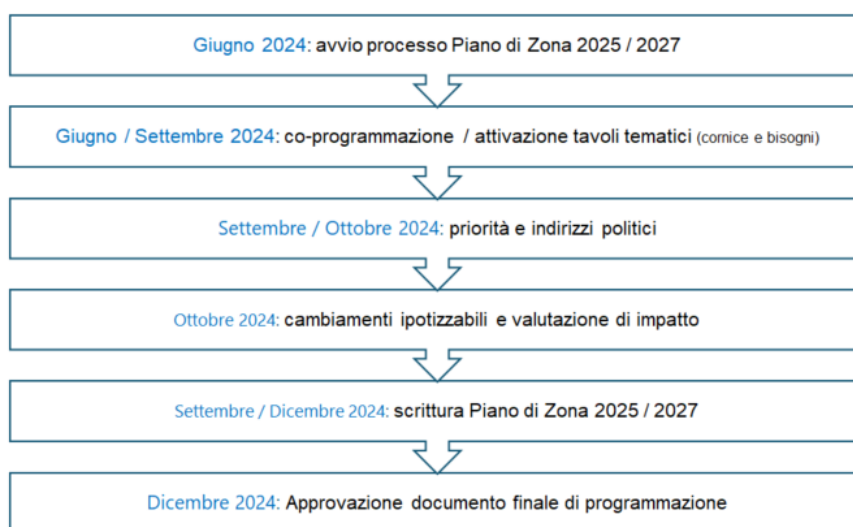 Giugno 2024: avvio processo Piano di Zona 2025 / 2027
Giugno / Settembre 2024: co-programmazione / attivazione tavoli tematici (cornice e bisogni)
Settembre / Ottobre 2024: priorità e indirizzi politici
Ottobre 2024: cambiamenti ipotizzabili e valutazione di impatto
Settembre / Dicembre 2024: scrittura Piano di Zona 2025 / 2027
Dicembre 2024: Approvazione documento finale di programmazione